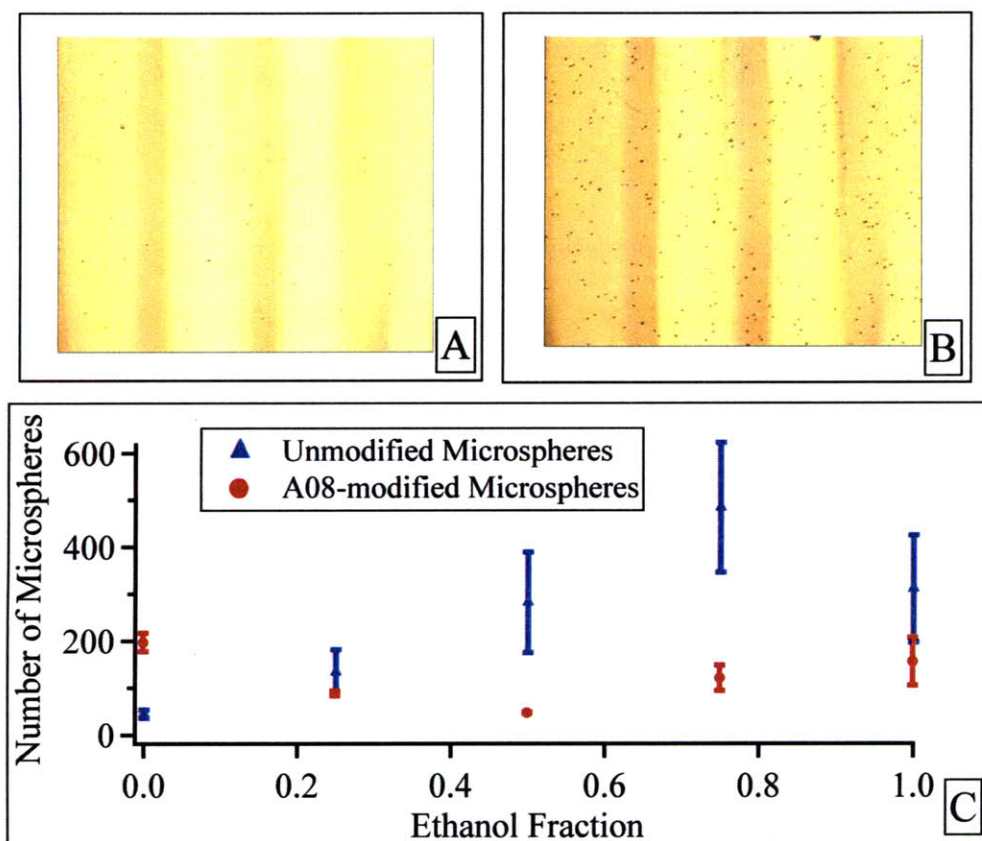 A
B
Unmodified Microspheres
A08-modified Microspheres
Number of Microspheres
600
400
200
0
0.0 0.2 0.4 0.6 0.8 1.0
Ethanol Fraction
C